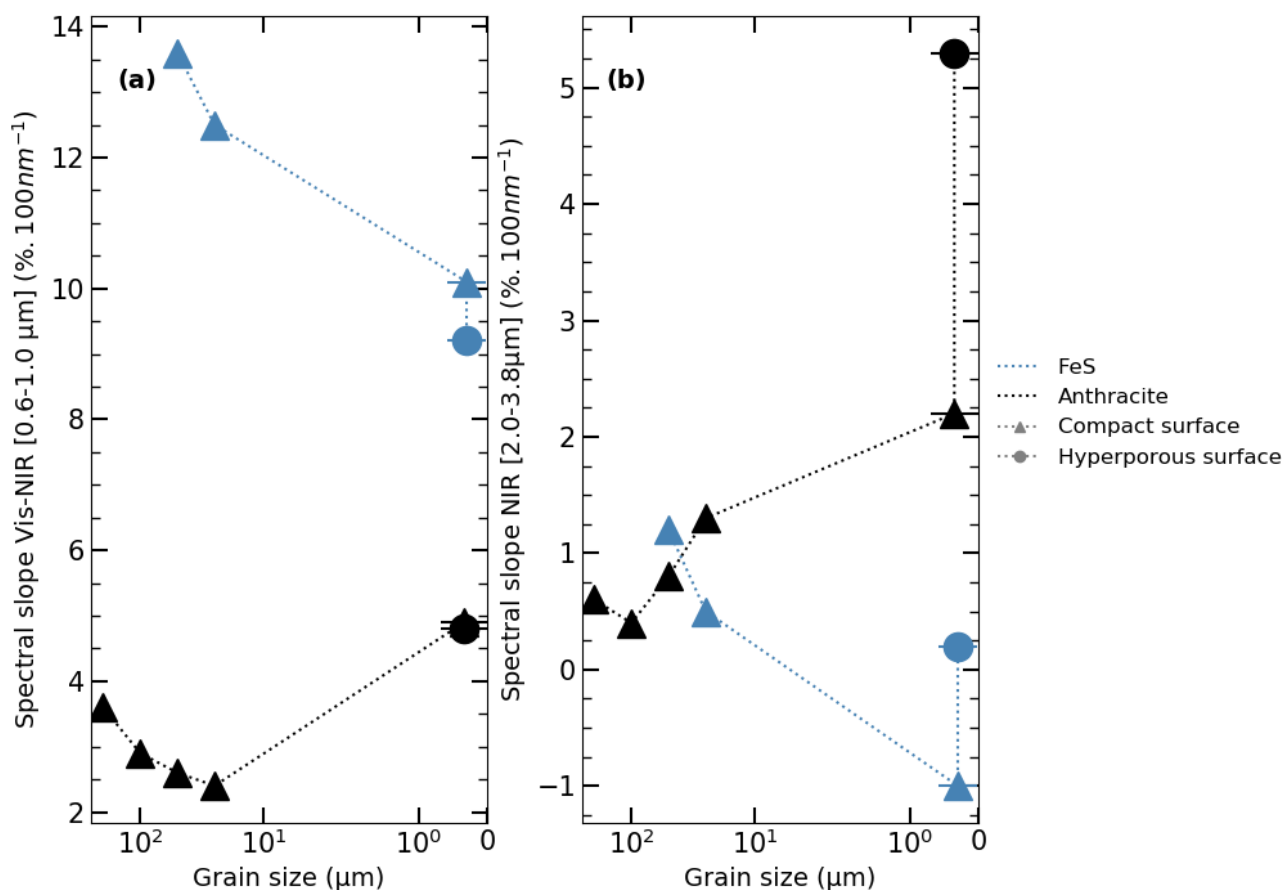 (a)
Spectral slope Vis-NIR [0.6-1.0 µm] (%.100nm⁻¹)
14
12
10
8
6
4
2
10² 10¹ 10⁰ 0
Grain size (µm)
(b)
Spectral slope NIR [2.0-3.8µm] (%.100nm⁻¹)
5
4
3
2
1
0
−1
10² 10¹ 10⁰ 0
Grain size (µm)
FeS
Anthracite
Compact surface
Hyperporous surface